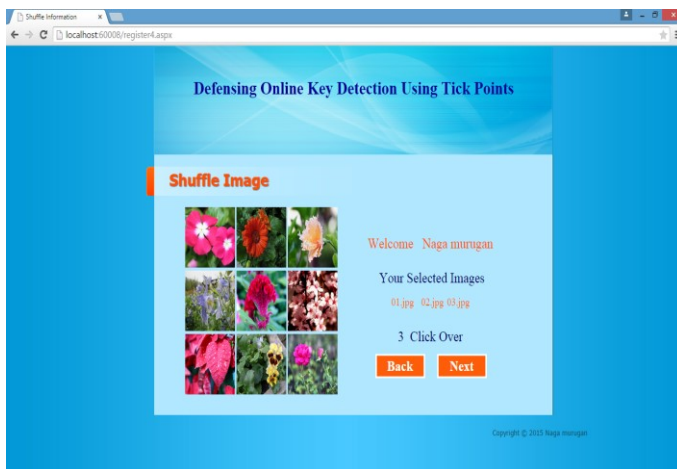 Shuffle Information
localhost:60008/register4.aspx
Defensing Online Key Detection Using Tick Points
Shuffle Image
Welcome Naga murugan
Your Selected Images
01.jpg 02.jpg 03.jpg
3 Click Over
Back Next
Copyright © 2015 Naga murugan